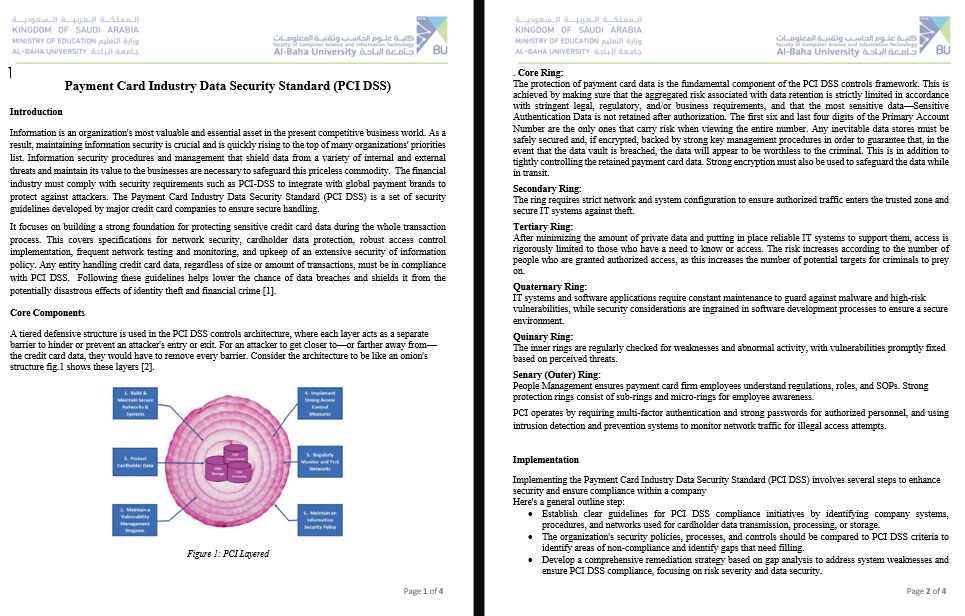 المملكة العربية السعودية
KINGDOM OF SAUDI ARABIA
MINISTRY OF EDUCATION وزارة التعليم
AL-BAHA UNIVERSITY جامعة الباحة
كلية علوم الحاسب وتقنية المعلومات
Faculty of Computer Science and Information Technology
Al-Baha University جامعة الباحة
BU
Payment Card Industry Data Security Standard (PCI DSS)
Introduction
Information is an organization's most valuable and essential asset in the present competitive business world. As a
result, maintaining information security is crucial and is quickly rising to the top of many organizations' priorities
list. Information security procedures and management that shield data from a variety of internal and external
threats and maintain its value to the businesses are necessary to safeguard this priceless commodity. The financial
industry must comply with security requirements such as PCI-DSS to integrate with global payment brands to
protect against attackers. The Payment Card Industry Data Security Standard (PCI DSS) is a set of security
guidelines developed by major credit card companies to ensure secure handling.
It focuses on building a strong foundation for protecting sensitive credit card data during the whole transaction
process. This covers specifications for network security, cardholder data protection, robust access control
implementation, frequent network testing and monitoring, and upkeep of an extensive security of information
policy. Any entity handling credit card data, regardless of size or amount of transactions, must be in compliance
with PCI DSS. Following these guidelines helps lower the chance of data breaches and shields it from the
potentially disastrous effects of identity theft and financial crime [1].
Core Components
A tiered defensive structure is used in the PCI DSS controls architecture, where each layer acts as a separate
barrier to hinder or prevent an attacker's entry or exit. For an attacker to get closer to—or farther away from—
the credit card data, they would have to remove every barrier. Consider the architecture to be like an onion's
structure fig.1 shows these layers [2].
1. Build &
Maintain Secure
Networks &
Systems
2. Protect
Cardholder Data
3. Maintain a
Vulnerability
Management
Program
4. Implement
Strong Access
Control
Measures
5. Regularly
Monitor and Test
Networks
6. Maintain an
Information
Security Policy
Storage
Figure 1: PCI Layered
Page 1 of 4
المملكة العربية السعودية
KINGDOM OF SAUDI ARABIA
MINISTRY OF EDUCATION وزارة التعليم
AL-BAHA UNIVERSITY جامعة الباحة
كلية علوم الحاسب وتقنية المعلومات
Faculty of Computer Science and Information Technology
Al-Baha University جامعة الباحة
BU
. Core Ring:
The protection of payment card data is the fundamental component of the PCI DSS controls framework. This is
achieved by making sure that the aggregated risk associated with data retention is strictly limited in accordance
with stringent legal, regulatory, and/or business requirements, and that the most sensitive data—Sensitive
Authentication Data is not retained after authorization. The first six and last four digits of the Primary Account
Number are the only ones that carry risk when viewing the entire number. Any inevitable data stores must be
safely secured and, if encrypted, backed by strong key management procedures in order to guarantee that, in the
event that the data vault is breached, the data will appear to be worthless to the criminal. This is in addition to
tightly controlling the retained payment card data. Strong encryption must also be used to safeguard the data while
in transit.
Secondary Ring:
The ring requires strict network and system configuration to ensure authorized traffic enters the trusted zone and
secure IT systems against theft.
Tertiary Ring:
After minimizing the amount of private data and putting in place reliable IT systems to support them, access is
rigorously limited to those who have a need to know or access. The risk increases according to the number of
people who are granted authorized access, as this increases the number of potential targets for criminals to prey
on.
Quaternary Ring:
IT systems and software applications require constant maintenance to guard against malware and high-risk
vulnerabilities, while security considerations are ingrained in software development processes to ensure a secure
environment.
Quinary Ring:
The inner rings are regularly checked for weaknesses and abnormal activity, with vulnerabilities promptly fixed
based on perceived threats.
Senary (Outer) Ring:
People Management ensures payment card firm employees understand regulations, roles, and SOPs. Strong
protection rings consist of sub-rings and micro-rings for employee awareness.
PCI operates by requiring multi-factor authentication and strong passwords for authorized personnel, and using
intrusion detection and prevention systems to monitor network traffic for illegal access attempts.
Implementation
Implementing the Payment Card Industry Data Security Standard (PCI DSS) involves several steps to enhance
security and ensure compliance within a company
Here's a general outline step:
• Establish clear guidelines for PCI DSS compliance initiatives by identifying company systems,
procedures, and networks used for cardholder data transmission, processing, or storage.
• The organization's security policies, processes, and controls should be compared to PCI DSS criteria to
identify areas of non-compliance and identify gaps that need filling.
• Develop a comprehensive remediation strategy based on gap analysis to address system weaknesses and
ensure PCI DSS compliance, focusing on risk severity and data security.
Page 2 of 4